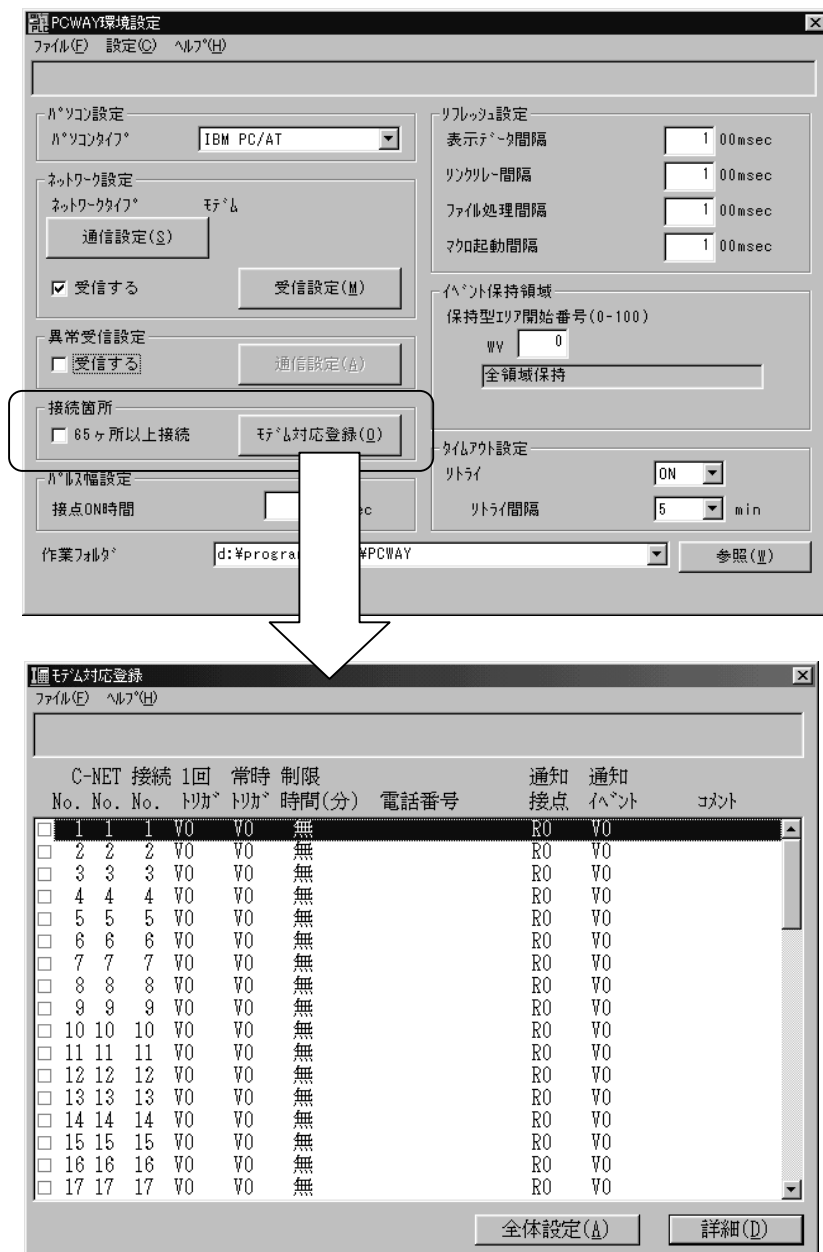 PCWAY環境設定
ﾌｧｲﾙ(F) 設定(C) ﾍﾙﾌﾟ(H)
ﾊﾟｿｺﾝ設定
ﾊﾟｿｺﾝﾀｲﾌﾟ IBM PC/AT
ﾈｯﾄﾜｰｸ設定
ﾈｯﾄﾜｰｸﾀｲﾌﾟ ﾓﾃﾞﾑ
通信設定(S)
受信する 受信設定(M)
異常受信設定
受信する 通信設定(A)
接続箇所
65ヶ所以上接続 ﾓﾃﾞﾑ対応登録(O)
ﾊﾟﾙｽ幅設定
接点ON時間
ﾘﾌﾚｯｼｭ設定
表示ﾃﾞｰﾀ間隔 1 00msec
ﾘﾝｸﾘﾚｰ間隔 1 00msec
ﾌｧｲﾙ処理間隔 1 00msec
ﾏｸﾛ起動間隔 1 00msec
ｲﾍﾞﾝﾄ保持領域
保持型ｴﾘｱ開始番号(0-100)
WV 0
全領域保持
ﾀｲﾑｱｳﾄ設定
ﾘﾄﾗｲ ON
ﾘﾄﾗｲ間隔 5 min
作業ﾌｫﾙﾀﾞ d:¥progra ¥PCWAY 参照(W)
ﾓﾃﾞﾑ対応登録
ﾌｧｲﾙ(F) ﾍﾙﾌﾟ(H)
C-NET 接続 1回 常時 制限 通知 通知
No. No. No. ﾄﾘｶﾞ ﾄﾘｶﾞ 時間(分) 電話番号 接点 ｲﾍﾞﾝﾄ ｺﾒﾝﾄ
1 1 1 V0 V0 無 R0 V0
2 2 2 V0 V0 無 R0 V0
3 3 3 V0 V0 無 R0 V0
4 4 4 V0 V0 無 R0 V0
5 5 5 V0 V0 無 R0 V0
6 6 6 V0 V0 無 R0 V0
7 7 7 V0 V0 無 R0 V0
8 8 8 V0 V0 無 R0 V0
9 9 9 V0 V0 無 R0 V0
10 10 10 V0 V0 無 R0 V0
11 11 11 V0 V0 無 R0 V0
12 12 12 V0 V0 無 R0 V0
13 13 13 V0 V0 無 R0 V0
14 14 14 V0 V0 無 R0 V0
15 15 15 V0 V0 無 R0 V0
16 16 16 V0 V0 無 R0 V0
17 17 17 V0 V0 無 R0 V0
全体設定(A) 詳細(D)